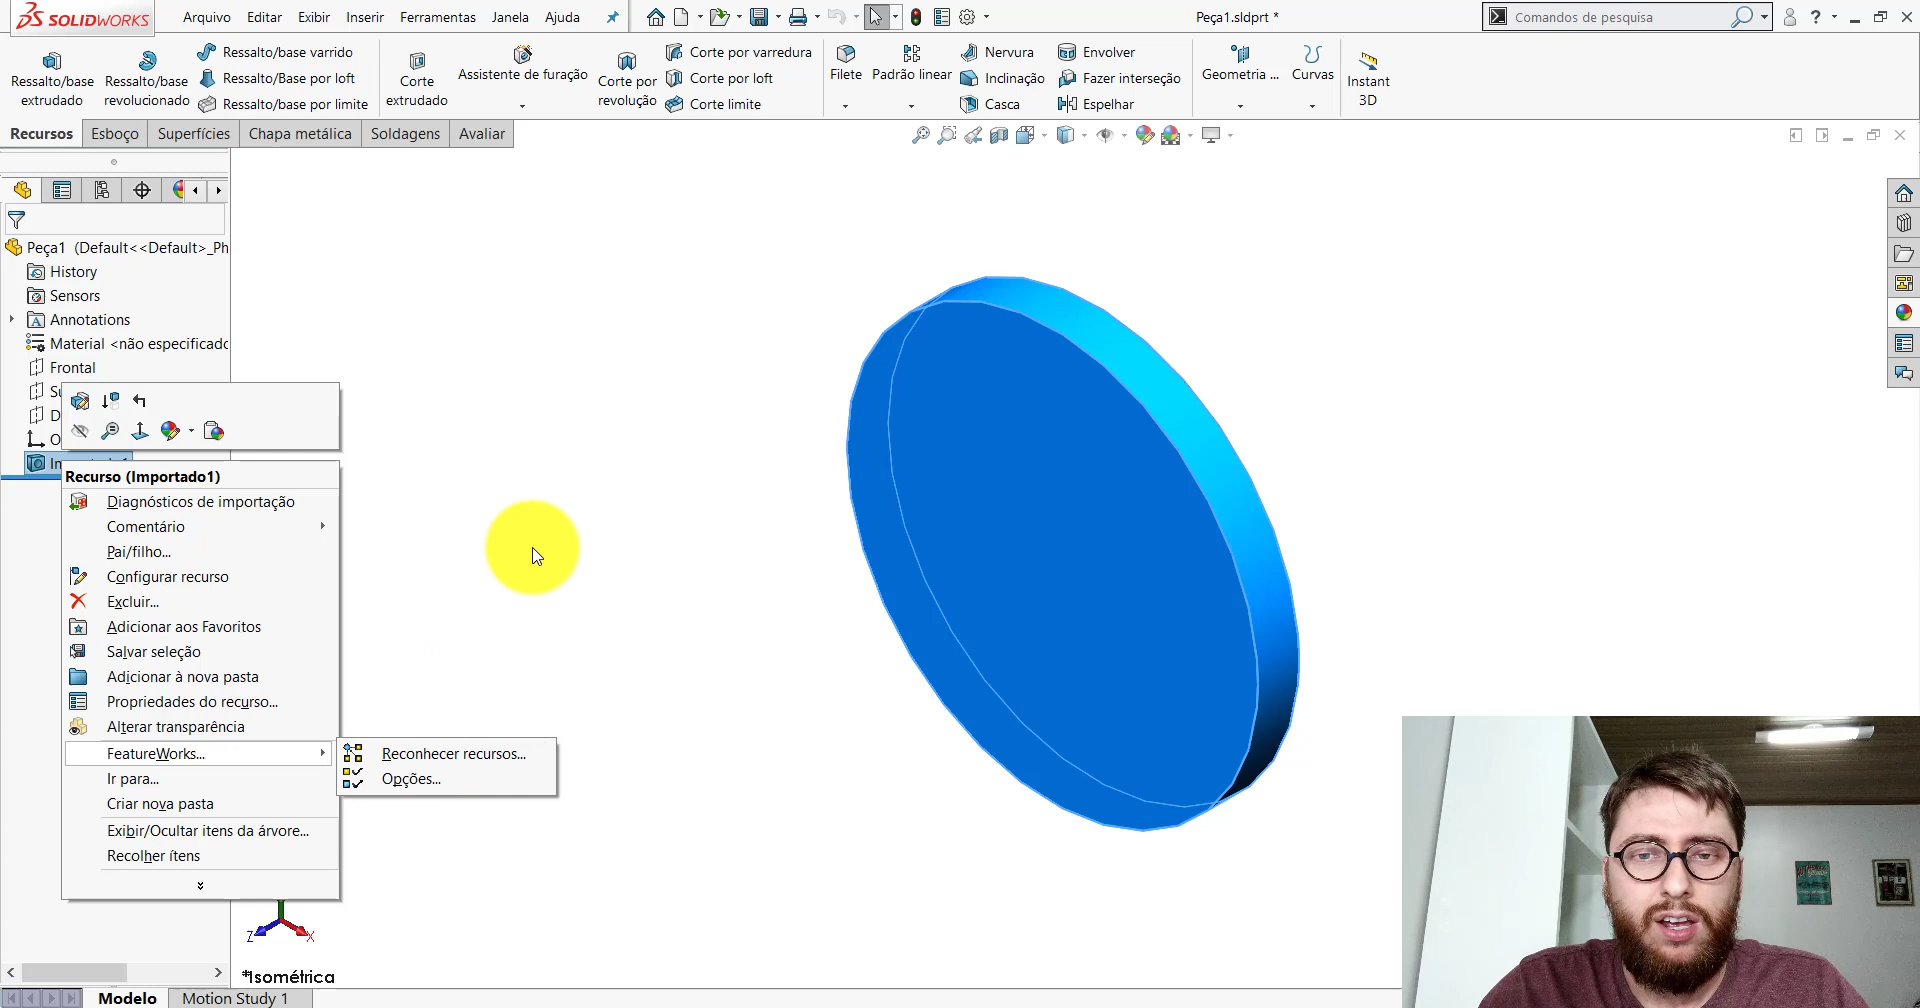 SOLIDWORKS
Arquivo Editar Exibir Inserir Ferramentas Janela Ajuda
Peça1.sldprt *
Comandos de pesquisa
?
Ressalto/base extrudado
Ressalto/base revolucionado
Ressalto/base varrido
Ressalto/Base por loft
Ressalto/base por limite
Corte extrudado
Assistente de furação
Corte por revolução
Corte por varredura
Corte por loft
Corte limite
Filete
Padrão linear
Nervura
Inclinação
Casca
Envolver
Fazer interseção
Espelhar
Geometria ...
Curvas
Instant 3D
Recursos Esboço Superfícies Chapa metálica Soldagens Avaliar
Peça1 (Default<<Default>_Ph
History
Sensors
Annotations
Material <não especificado
Frontal
Su
D
O
Recurso (Importado1)
Diagnósticos de importação
Comentário
Pai/filho...
Configurar recurso
Excluir...
Adicionar aos Favoritos
Salvar seleção
Adicionar à nova pasta
Propriedades do recurso...
Alterar transparência
FeatureWorks...
Reconhecer recursos...
Opções...
Ir para...
Criar nova pasta
Exibir/Ocultar itens da árvore...
Recolher ítens
Z X
*Isométrica
Modelo Motion Study 1